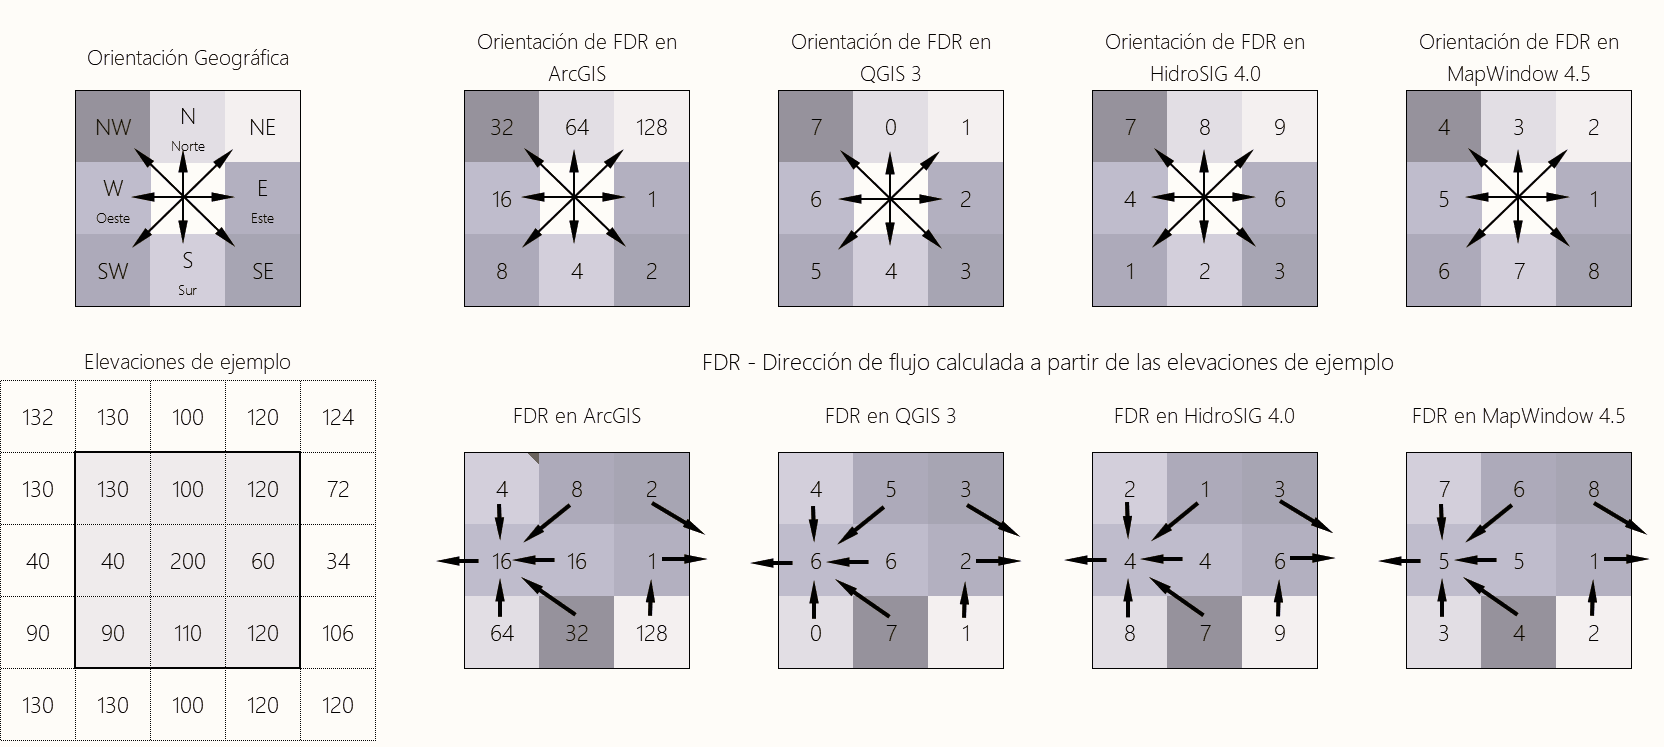 Orientación Geográfica
NW N NE
Norte
W E
Oeste Este
SW S SE
Sur
Orientación de FDR en
ArcGIS
32 64 128
16 1
8 4 2
Orientación de FDR en
QGIS 3
7 0 1
6 2
5 4 3
Orientación de FDR en
HidroSIG 4.0
7 8 9
4 6
1 2 3
Orientación de FDR en
MapWindow 4.5
4 3 2
5 1
6 7 8
Elevaciones de ejemplo
132 130 100 120 124
130 130 100 120 72
40 40 200 60 34
90 90 110 120 106
130 130 100 120 120
FDR - Dirección de flujo calculada a partir de las elevaciones de ejemplo
FDR en ArcGIS
4 8 2
16 16 1
64 32 128
FDR en QGIS 3
4 5 3
6 6 2
0 7 1
FDR en HidroSIG 4.0
2 1 3
4 4 6
8 7 9
FDR en MapWindow 4.5
7 6 8
5 5 1
3 4 2